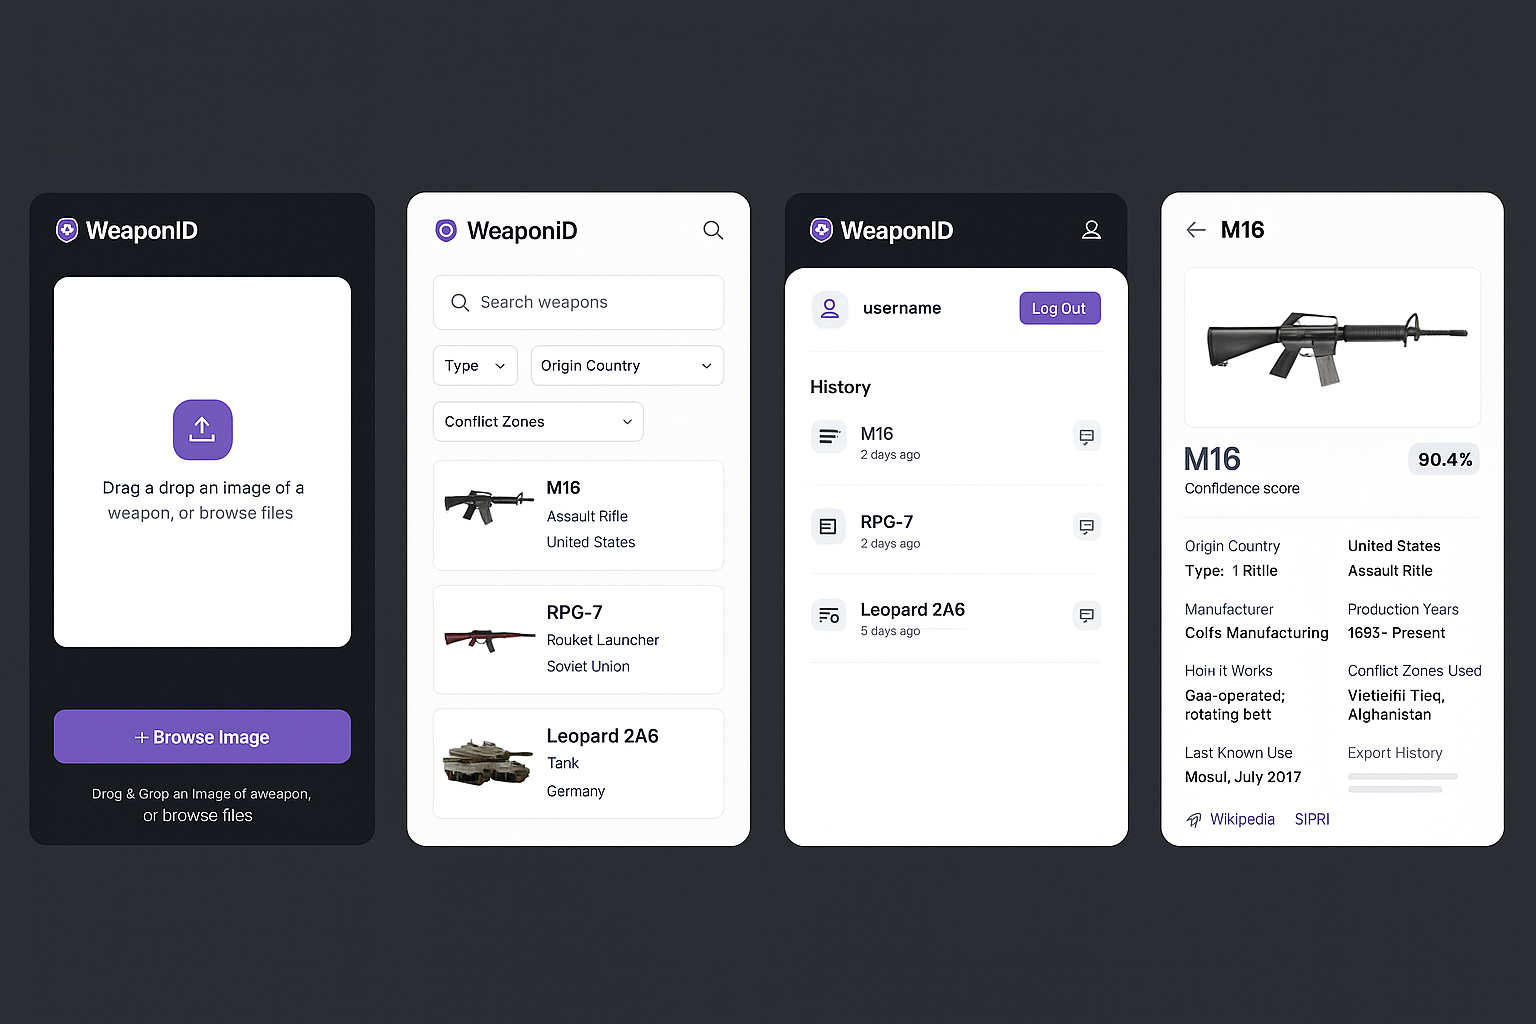 WeaponID
Drag a drop an image of a
weapon, or browse files
+ Browse Image
Drog & Grop an Image of aweapon,
or browse files
WeaponiD
Search weapons
Type
Origin Country
Conflict Zones
M16
Assault Rifle
United States
RPG-7
Rouket Launcher
Soviet Union
Leopard 2A6
Tank
Germany
WeaponID
username
Log Out
History
M16
2 days ago
RPG-7
2 days ago
Leopard 2A6
5 days ago
M16
M16
90.4%
Confidence score
Origin Country
United States
Type: 1 Ritlle
Assault Ritle
Manufacturer
Production Years
Colfs Manufacturing
1693- Present
it Works
Conflict Zones Used
Gaa-operated;
Vietieifii Tieq,
rotating bett
Alghanistan
Last Known Use
Export History
Mosul, July 2017
Wikipedia
SIPRI